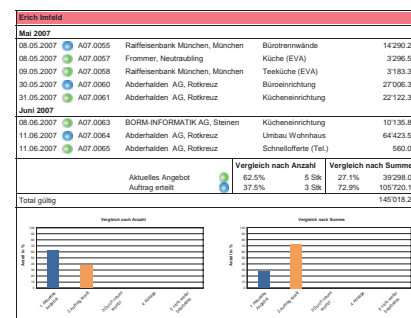 Erich Imfeld
Mai 2007
08.05.2007 A07.0055 Raiffeisenbank München, München Bürotrennwände 14'290.2
08.05.2007 A07.0057 Frommer, Neutraubling Küche (EVA) 3'296.5
09.05.2007 A07.0058 Raiffeisenbank München, München Teeküche (EVA) 3'183.3
30.05.2007 A07.0060 Abderhalden AG, Rotkreuz Büroeinrichtung 27'006.3
31.05.2007 A07.0061 Abderhalden AG, Rotkreuz Kücheneinrichtung 22'122.3
Juni 2007
08.06.2007 A07.0063 BORM-INFORMATIK AG, Steinen Kücheneinrichtung 10'135.8
11.06.2007 A07.0064 Abderhalden AG, Rotkreuz Umbau Wohnhaus 64'423.5
11.06.2007 A07.0065 Abderhalden AG, Rotkreuz Schnellofferte (Tel.) 560.0
Vergleich nach Anzahl Vergleich nach Summe
Aktuelles Angebot 62.5% 5 Stk 27.1% 39'298.0
Auftrag erteilt 37.5% 3 Stk 72.9% 105'720.1
Total gültig 145'018.2
Vergleich nach Anzahl Vergleich nach Summe
Anteil in %
Anteil in %